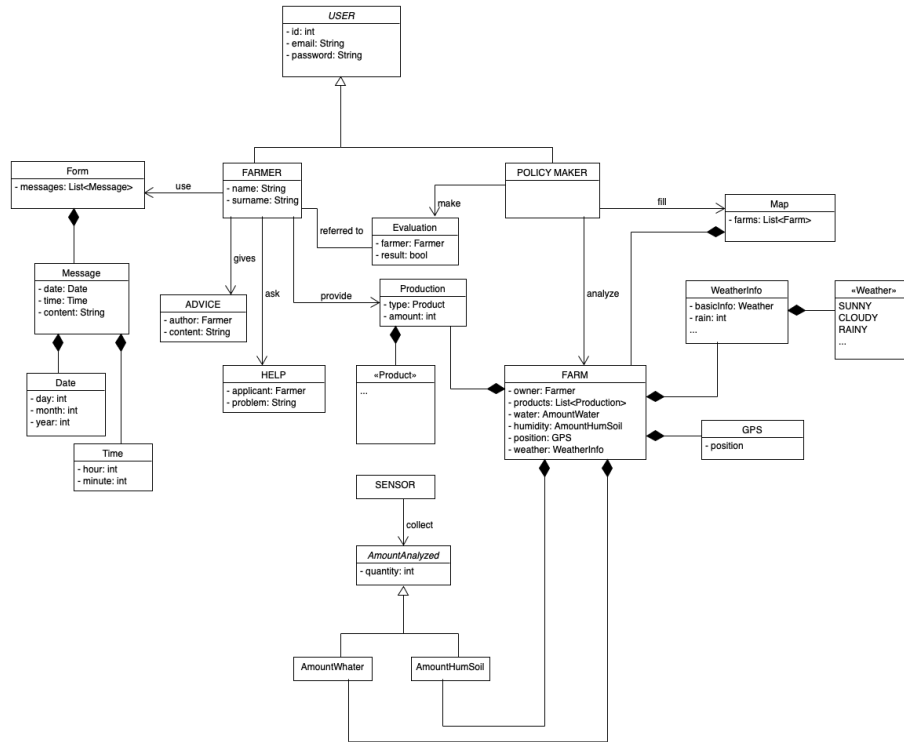 USER
- id: int
- email: String
- password: String
Form
- messages: List<Message>
use
FARMER
- name: String
- surname: String
POLICY MAKER
make
fill
Map
- farms: List<Farm>
referred to
Evaluation
- farmer: Farmer
- result: bool
gives
ask
provide
analyze
Message
- date: Date
- time: Time
- content: String
ADVICE
- author: Farmer
- content: String
Production
- type: Product
- amount: int
WeatherInfo
- basicInfo: Weather
- rain: int
...
«Weather»
SUNNY
CLOUDY
RAINY
...
Date
- day: int
- month: int
- year: int
HELP
- applicant: Farmer
- problem: String
«Product»
...
FARM
- owner: Farmer
- products: List<Production>
- water: AmountWater
- humidity: AmountHumSoil
- position: GPS
- weather: WeatherInfo
GPS
- position
Time
- hour: int
- minute: int
SENSOR
collect
AmountAnalyzed
- quantity: int
AmountWhater
AmountHumSoil